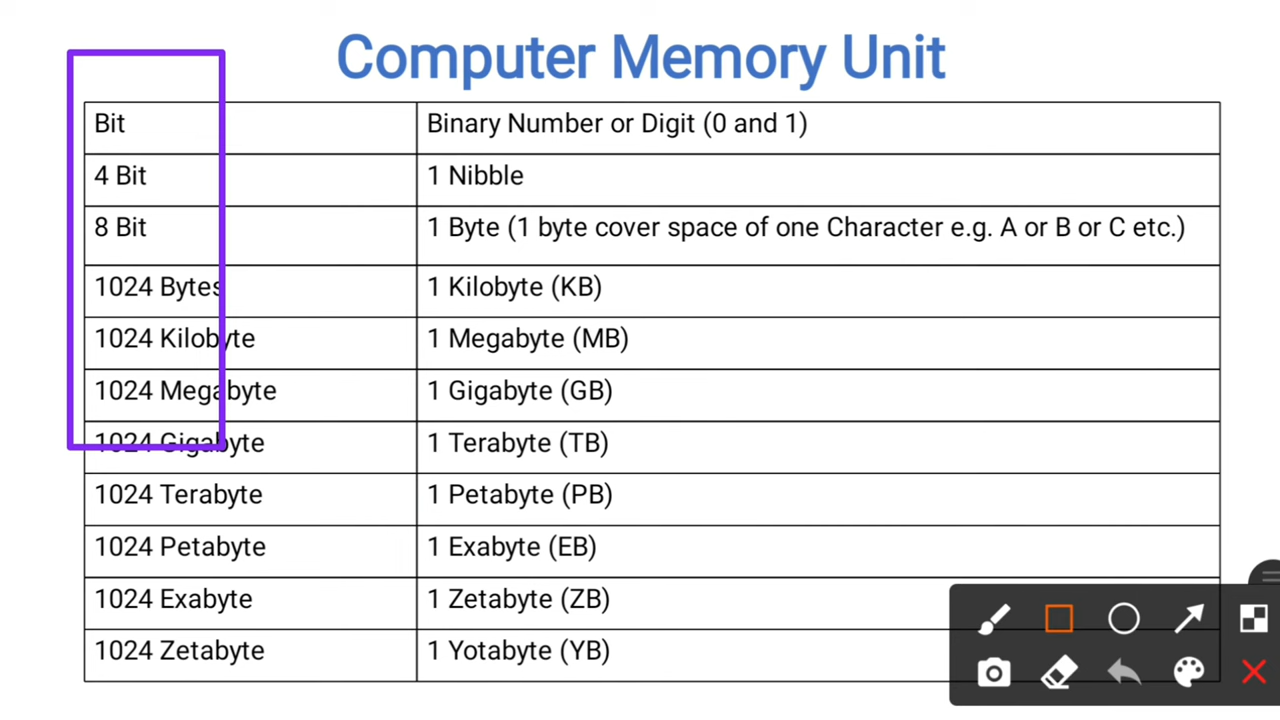 Computer Memory Unit
Bit Binary Number or Digit (0 and 1)
4 Bit 1 Nibble
8 Bit 1 Byte (1 byte cover space of one Character e.g. A or B or C etc.)
1024 Bytes 1 Kilobyte (KB)
1024 Kilobyte 1 Megabyte (MB)
1024 Megabyte 1 Gigabyte (GB)
1024 Gigabyte 1 Terabyte (TB)
1024 Terabyte 1 Petabyte (PB)
1024 Petabyte 1 Exabyte (EB)
1024 Exabyte 1 Zetabyte (ZB)
1024 Zetabyte 1 Yotabyte (YB)